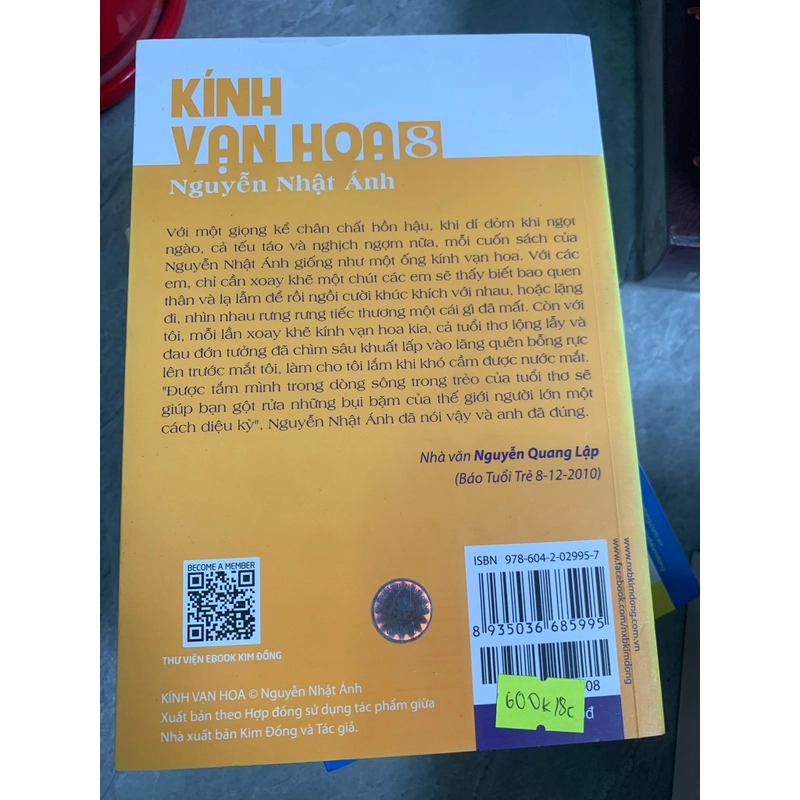 KÍNH
VẠN HOA 8
Nguyễn Nhật Ánh
Với một giọng kể chân chất hồn hậu, khi dí dỏm khi ngọt
ngào, cả tếu táo và nghịch ngợm nữa, mỗi cuốn sách của
Nguyễn Nhật Ánh giống như một ống kính vạn hoa. Với các
em, chỉ cần xoay khẽ một chút các em sẽ thấy biết bao quen
thân và lạ lẫm để rồi ngồi cười khúc khích với nhau, hoặc lặng
đi, nhìn nhau rưng rưng tiếc thương một cái gì đã mất. Còn với
tôi, mỗi lần xoay khẽ kính vạn hoa kia, cả tuổi thơ lộng lẫy và
đau đớn tưởng đã chìm sâu khuất lấp vào lãng quên bỗng rực
lên trước mắt tôi, làm cho tôi lắm khi khó cầm được nước mắt.
"Được tắm mình trong dòng sông trong trẻo của tuổi thơ sẽ
giúp bạn gột rửa những bụi bặm của thế giới người lớn một
cách diệu kỳ", Nguyễn Nhật Ánh đã nói vậy và anh đã đúng.
Nhà văn Nguyễn Quang Lập
(Báo Tuổi Trẻ 8-12-2010)
BECOME A MEMBER
THƯ VIỆN EBOOK KIM ĐỒNG
ISBN 978-604-2-02995-7
8 935036 685995
08
đ
60Dk18c
www.nxbkimdong.com.vn
www.facebook.com/nxbkimdong
KÍNH VẠN HOA © Nguyễn Nhật Ánh
Xuất bản theo Hợp đồng sử dụng tác phẩm giữa
Nhà xuất bản Kim Đồng và Tác giả.